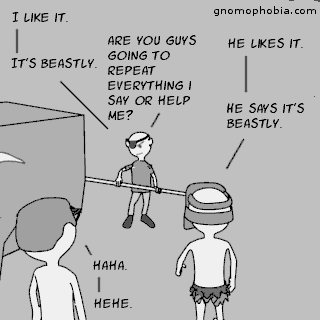 gnomophobia.com
I LIKE IT.
IT'S BEASTLY.
ARE YOU GUYS
GOING TO
REPEAT
EVERYTHING I
SAY OR HELP
ME?
HE LIKES IT.
HE SAYS IT'S
BEASTLY.
HAHA.
HEHE.